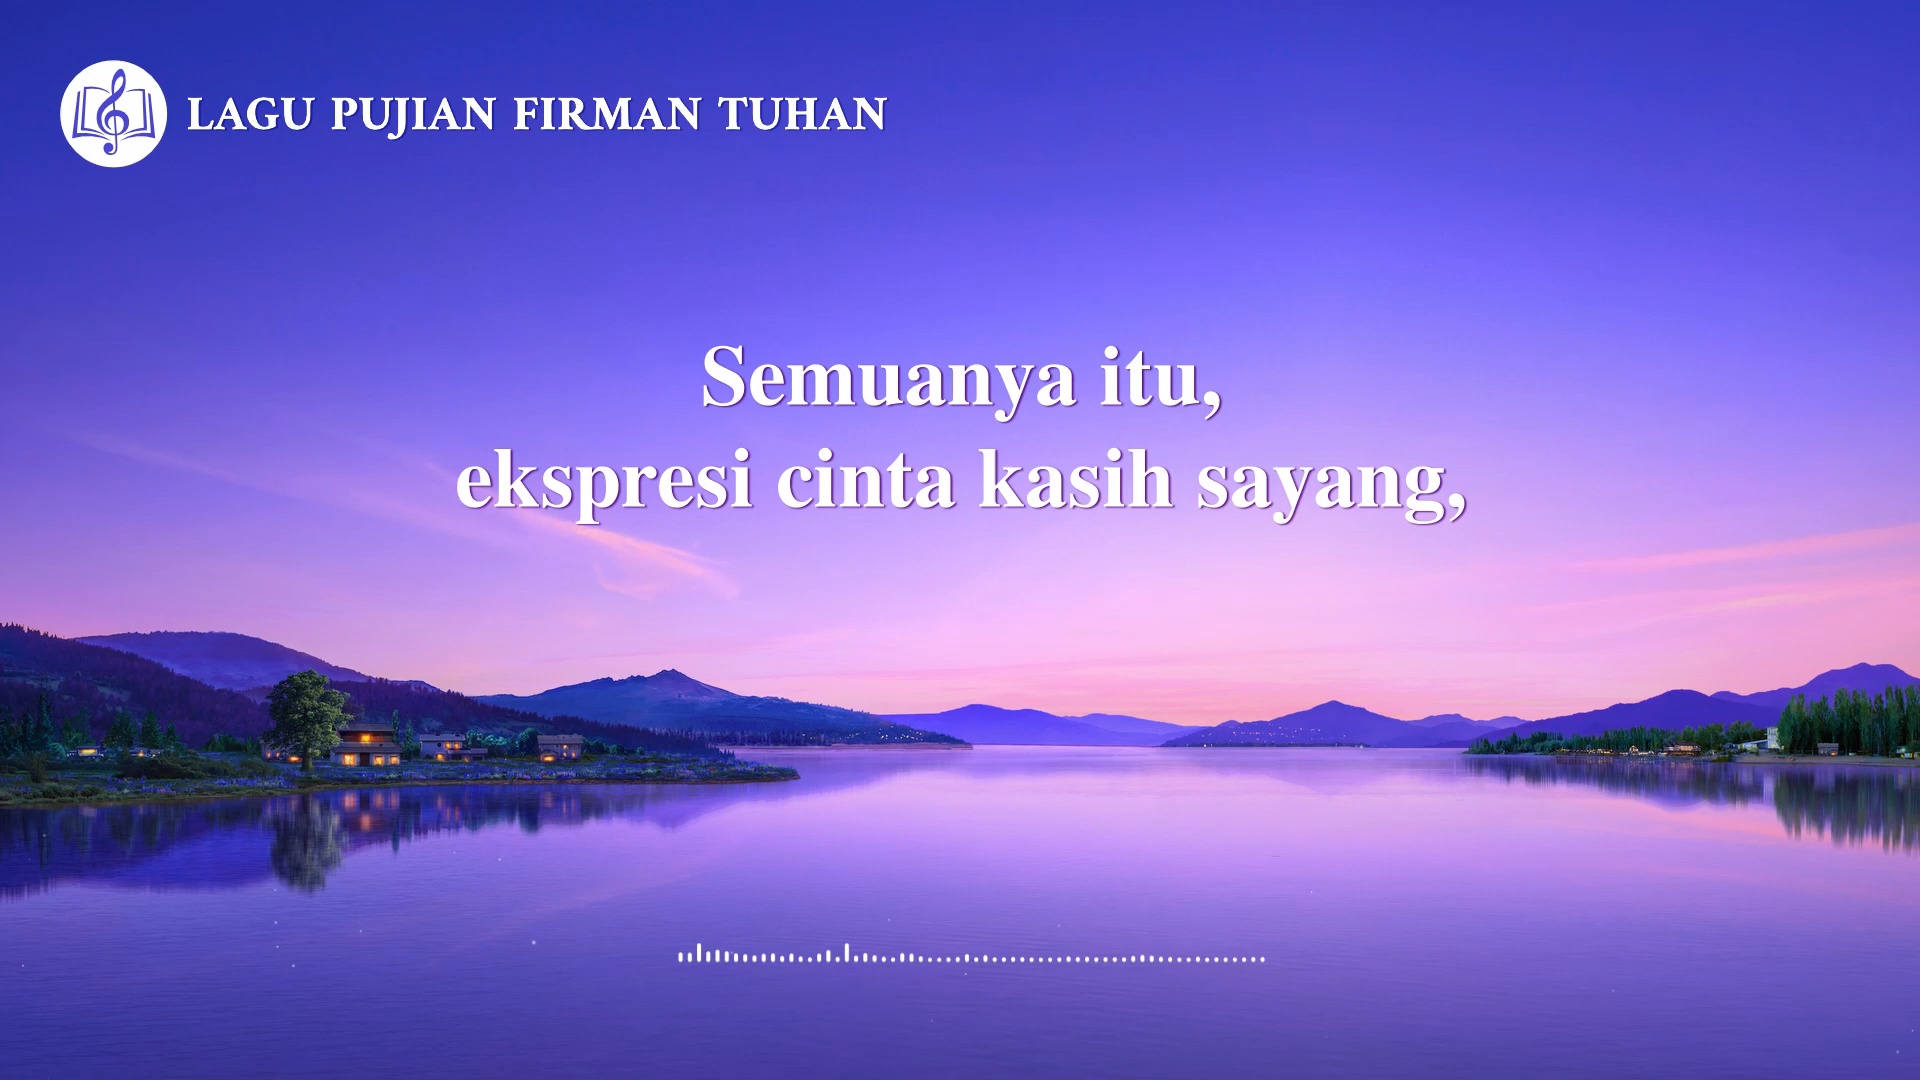 LAGU PUJIAN FIRMAN TUHAN
Semuanya itu,
ekspresi cinta kasih sayang,